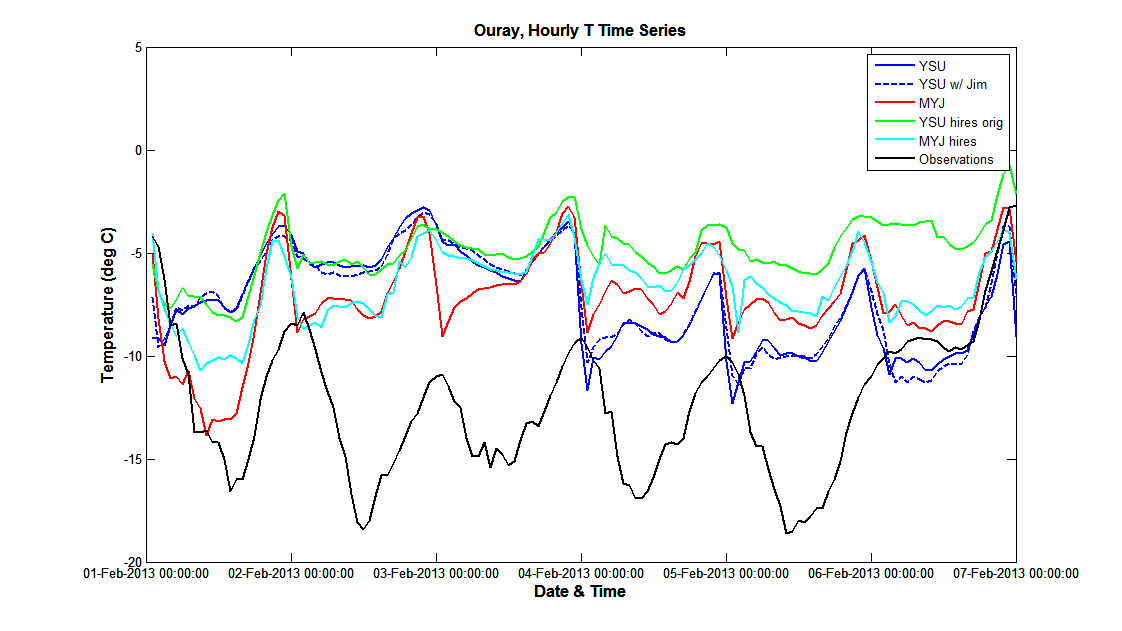 Ouray, Hourly T Time Series
5
0
-5
-10
-15
-20
Temperature (deg C)
YSU
YSU w/ Jim
MYJ
YSU hires orig
MYJ hires
Observations
01-Feb-2013 00:00:00 02-Feb-2013 00:00:00 03-Feb-2013 00:00:00 04-Feb-2013 00:00:00 05-Feb-2013 00:00:00 06-Feb-2013 00:00:00 07-Feb-2013 00:00:00
Date & Time